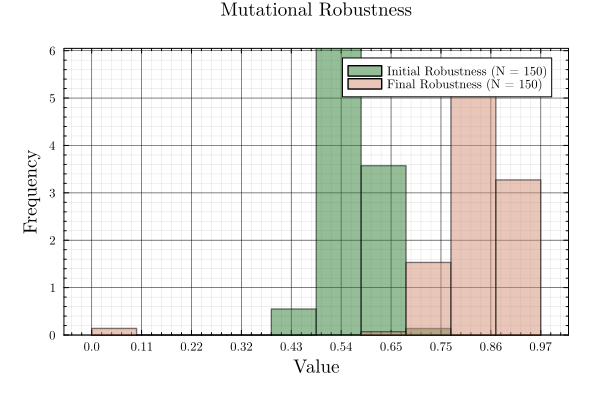 Mutational Robustness
6
5
4
3
2
1
0
Frequency
Initial Robustness (N = 150)
Final Robustness (N = 150)
0.0 0.11 0.22 0.32 0.43 0.54 0.65 0.75 0.86 0.97
Value